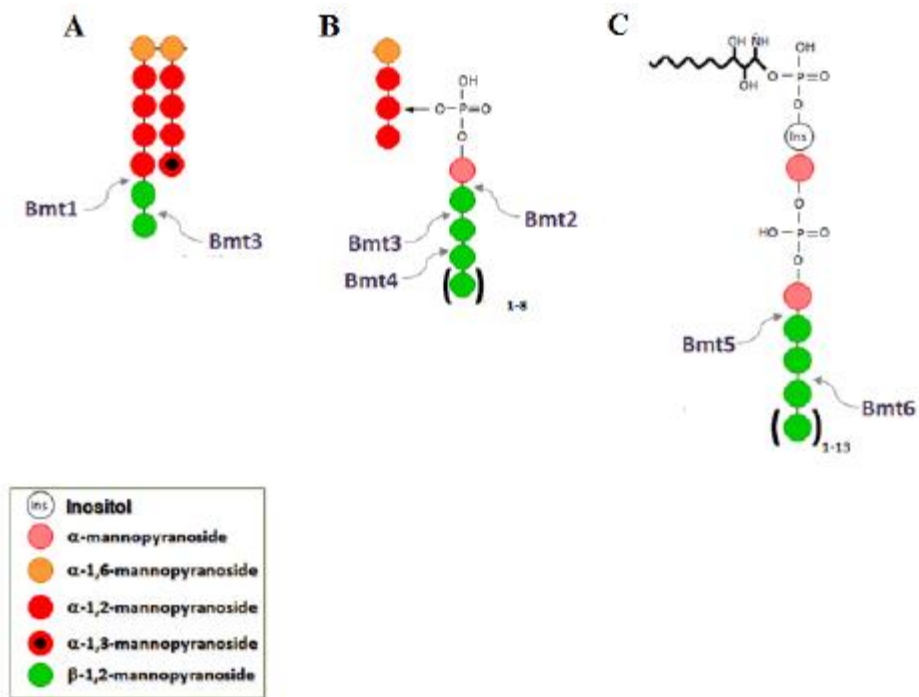 A
B
C
OH
O
P
O
O
OH
NH
OH
O
OH
P
O
O
Ins
O
HO
P
O
O
Bmt1
Bmt3
Bmt2
Bmt3
Bmt4
( )
1-8
Bmt5
Bmt6
( )
1-13
Ins. Inositol
α-mannopyranoside
α-1,6-mannopyranoside
α-1,2-mannopyranoside
α-1,3-mannopyranoside
β-1,2-mannopyranoside